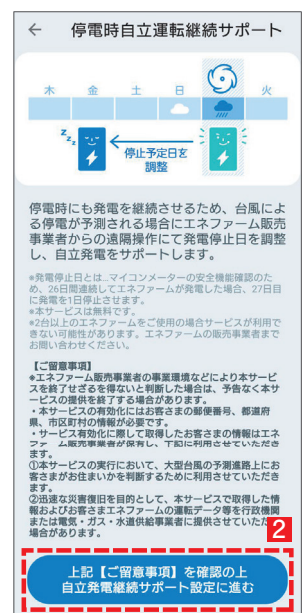 ← 停電時自立運転継続サポート
木 金 土 日 火
z z z
停止予定日を
調整
停電時にも発電を継続させるため、台風によ
る停電が予測される場合にエネファーム販売
事業者からの遠隔操作にて発電停止日を調整
し、自立発電をサポートします。
*発電停止日とは…マイコンメーターの安全機能確認のた
め、26日間連続してエネファームが発電した場合、27日目
に発電を1日停止させます。
*本サービスは無料です。
*2台以上のエネファームをご使用の場合サービスが利用で
きない可能性があります。エネファームの販売事業者まで
お問い合わせください。
【ご留意事項】
*エネファーム販売事業者の事業環境などにより本サービ
スを終了せざるを得ないと判断した場合は、予告なく本サ
ービスの提供を終了する場合があります。
・本サービスの有効化にはお客さまの郵便番号、都道府
県、市区町村の情報が必要です。
・サービス有効化に際して取得したお客さまの情報はエネ
ファーム販売事業者が保有し、下記に利用させていただき
ます。
①本サービスの実行において、大型台風の予測進路上にお
客さまがお住まいかを判断するために利用させていただき
ます。
②迅速な災害復旧を目的として、本サービスで取得した情
報およびお客さまエネファームの運転データ等を行政機関
または電気・ガス・水道供給事業者に提供させていただ
場合があります。
2
上記【ご留意事項】を確認の上
自立発電継続サポート設定に進む